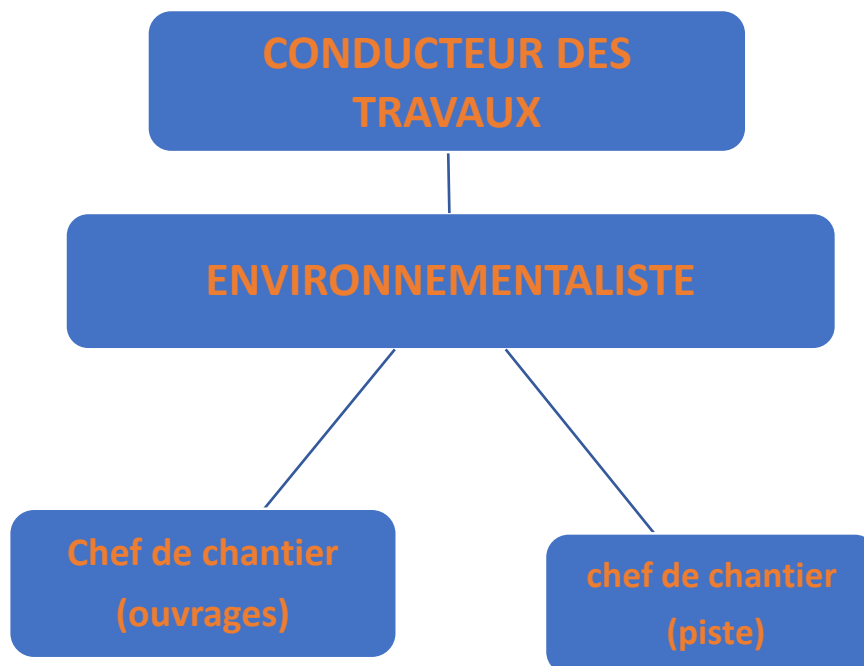 CONDUCTEUR DES
TRAVAUX
ENVIRONNEMENTALISTE
Chef de chantier
(ouvrages)
chef de chantier
(piste)